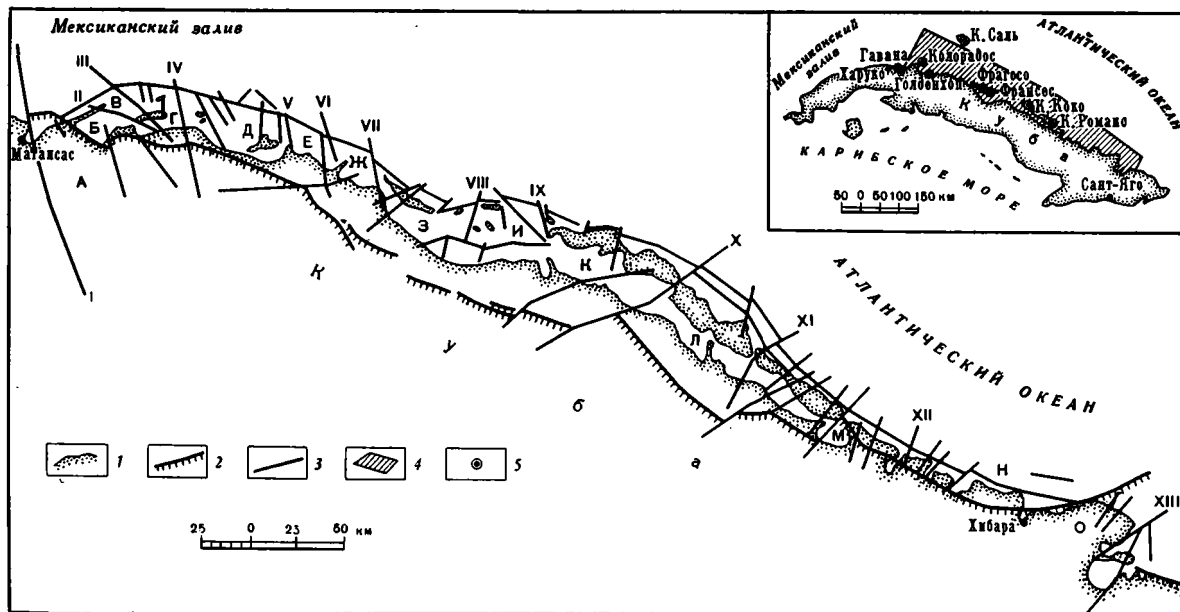 Мексиканский залив
III
IV
II
В
Г
V
VI
VII
Д
Е
Ж
Б
Матансас
А
I
VIII
IX
З
И
К
X
XI
Л
XII
М
Н
О
XIII
Хибара
К
у
б
а
АТЛАНТИЧЕСКИЙ ОКЕАН
1
2
3
4
5
25 0 25 50 км
Мексиканский залив
АТЛАНТИЧЕСКИЙ ОКЕАН
К. Саль
Гавана
Колорадос
Харуко
Фрагосо
Франсес
К. Коко
К. Романо
К
у
б
а
КАРИБСКОЕ МОРЕ
Сант-Яго
50 0 50 100 150 км